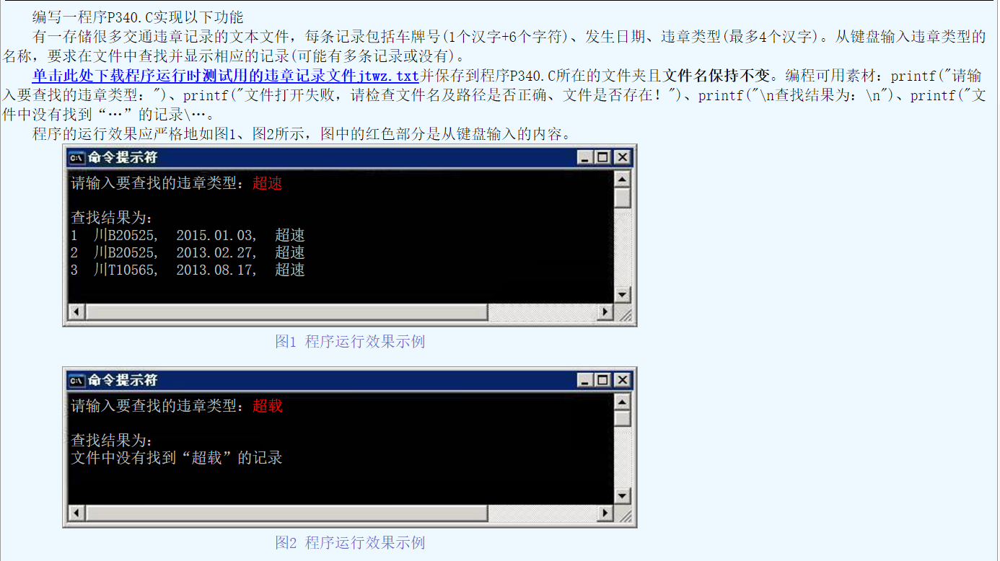 编写一程序P340.C实现以下功能
有一存储很多交通违章记录的文本文件，每条记录包括车牌号(1个汉字+6个字符)、发生日期、违章类型(最多4个汉字)。从键盘输入违章类型的
名称，要求在文件中查找并显示相应的记录(可能有多条记录或没有)。
单击此处下载程序运行时测试用的违章记录文件jtwz.txt并保存到程序P340.C所在的文件夹且文件名保持不变。编程可用素材：printf("请输
入要查找的违章类型：")、printf("文件打开失败，请检查文件名及路径是否正确、文件是否存在！")、printf("\n查找结果为：\n")、printf("文
件中没有找到“…”的记录\…。
程序的运行效果应严格地如图1、图2所示，图中的红色部分是从键盘输入的内容。
命令提示符
请输入要查找的违章类型：超速
查找结果为：
1  川B20525,  2015.01.03,  超速
2  川B20525,  2013.02.27,  超速
3  川T10565,  2013.08.17,  超速
图1 程序运行效果示例
命令提示符
请输入要查找的违章类型：超载
查找结果为：
文件中没有找到“超载”的记录
图2 程序运行效果示例